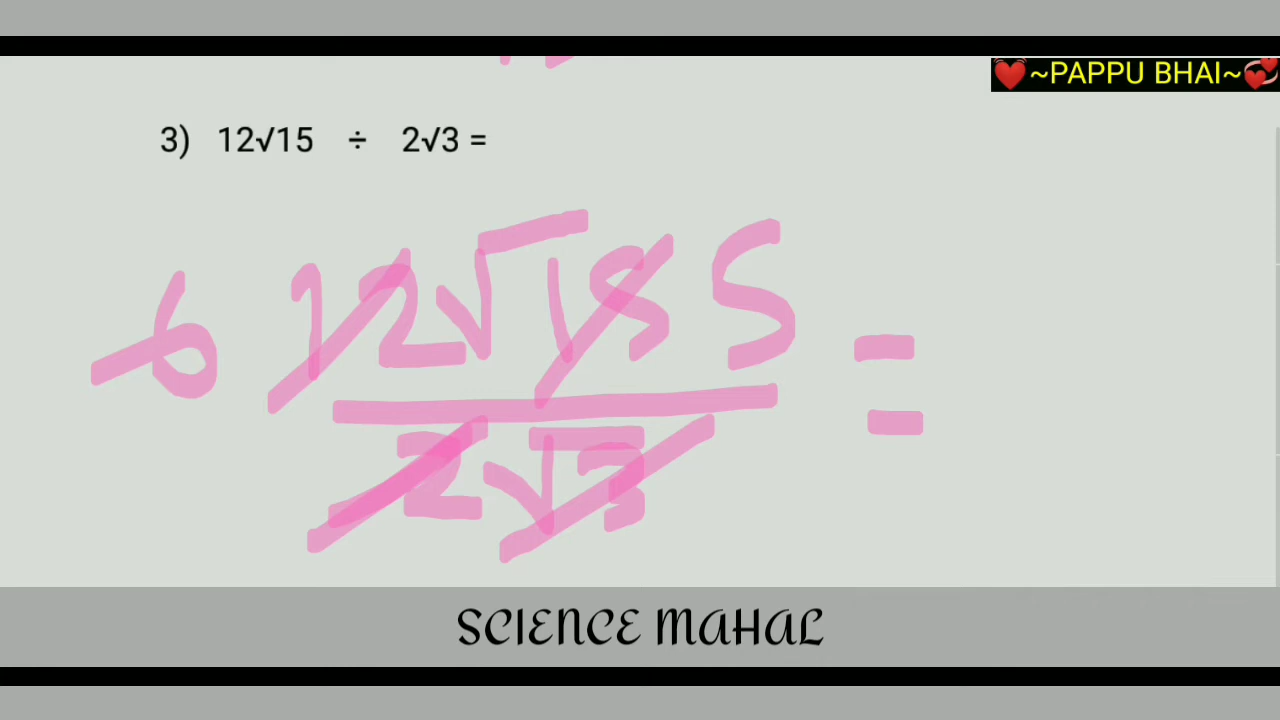 ❤️~PAPPU BHAI~💞
3) 12√15 ÷ 2√3 =
6 12√15 5 =
2√3
SCIENCE MAHAL